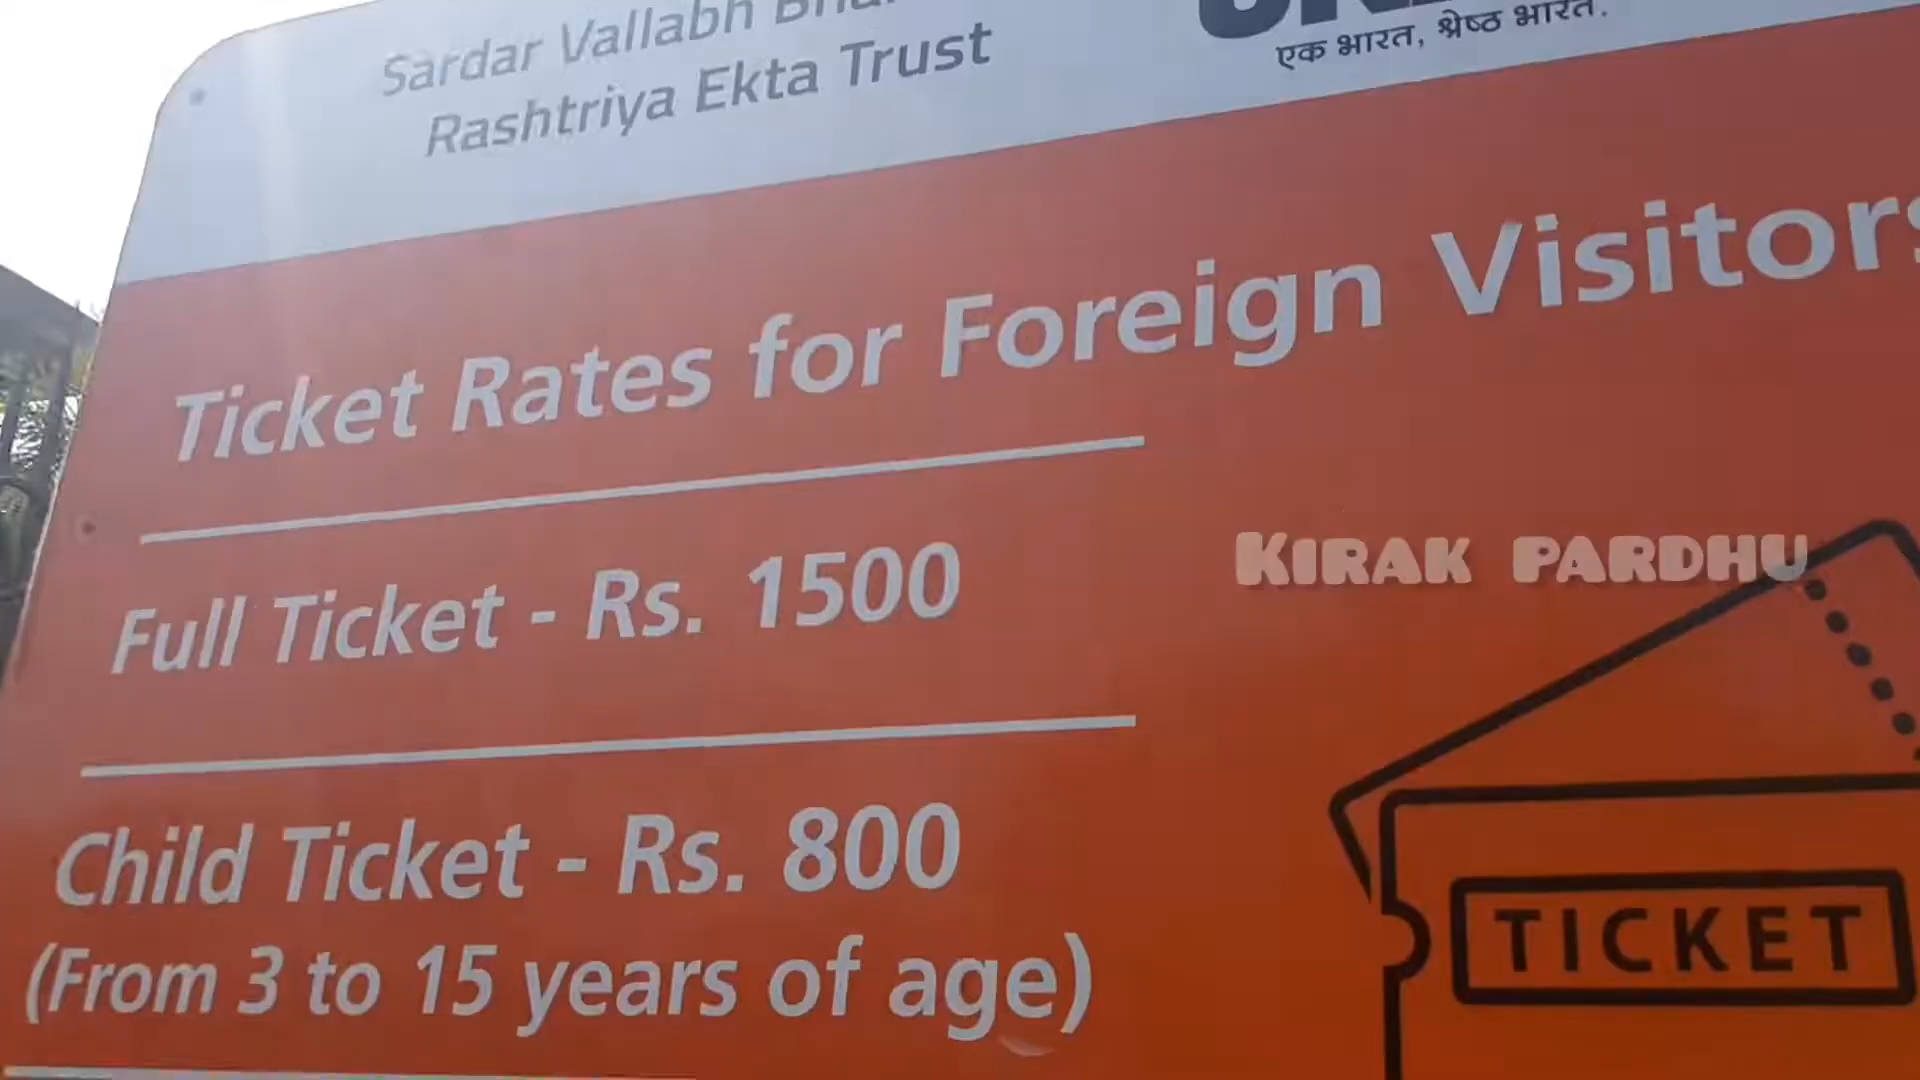 Sardar Vallabh
Rashtriya Ekta Trust
एक भारत, श्रेष्ठ भारत.
Ticket Rates for Foreign Visitors
Full Ticket - Rs. 1500
KIRAK PARDHU
Child Ticket - Rs. 800
(From 3 to 15 years of age)
TICKET